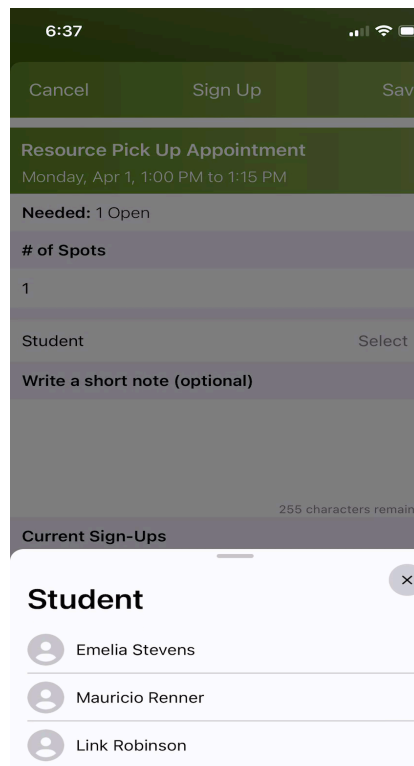 6:37
Cancel Sign Up Sav
Resource Pick Up Appointment
Monday, Apr 1, 1:00 PM to 1:15 PM
Needed: 1 Open
# of Spots
1
Student Select
Write a short note (optional)
255 characters remain
Current Sign-Ups
Student
Emelia Stevens
Mauricio Renner
Link Robinson